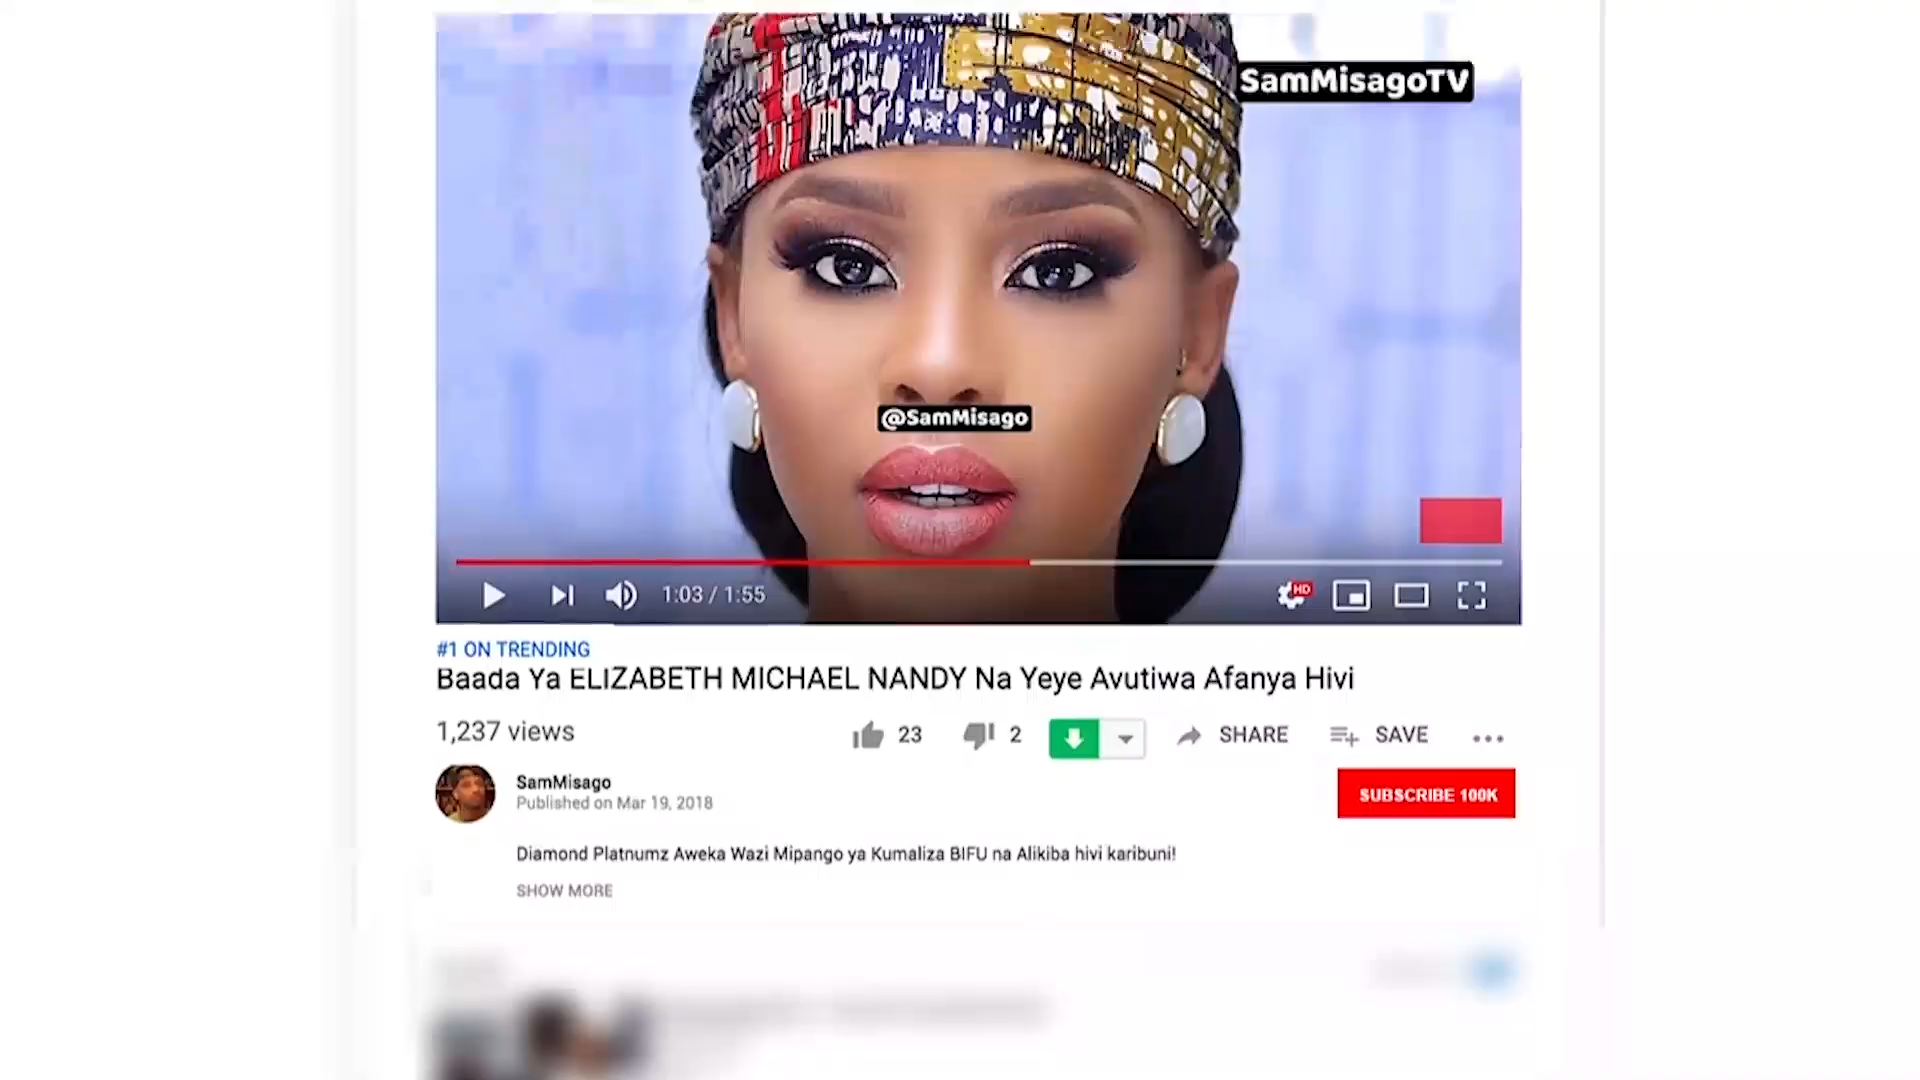 SamMisagoTV
@SamMisago
1:03 / 1:55
HD
#1 ON TRENDING
Baada Ya ELIZABETH MICHAEL NANDY Na Yeye Avutiwa Afanya Hivi
1,237 views
23
2
SHARE
SAVE
SamMisago
Published on Mar 19, 2018
SUBSCRIBE 100K
Diamond Platnumz Aweka Wazi Mipango ya Kumaliza BIFU na Alikiba hivi karibuni!
SHOW MORE